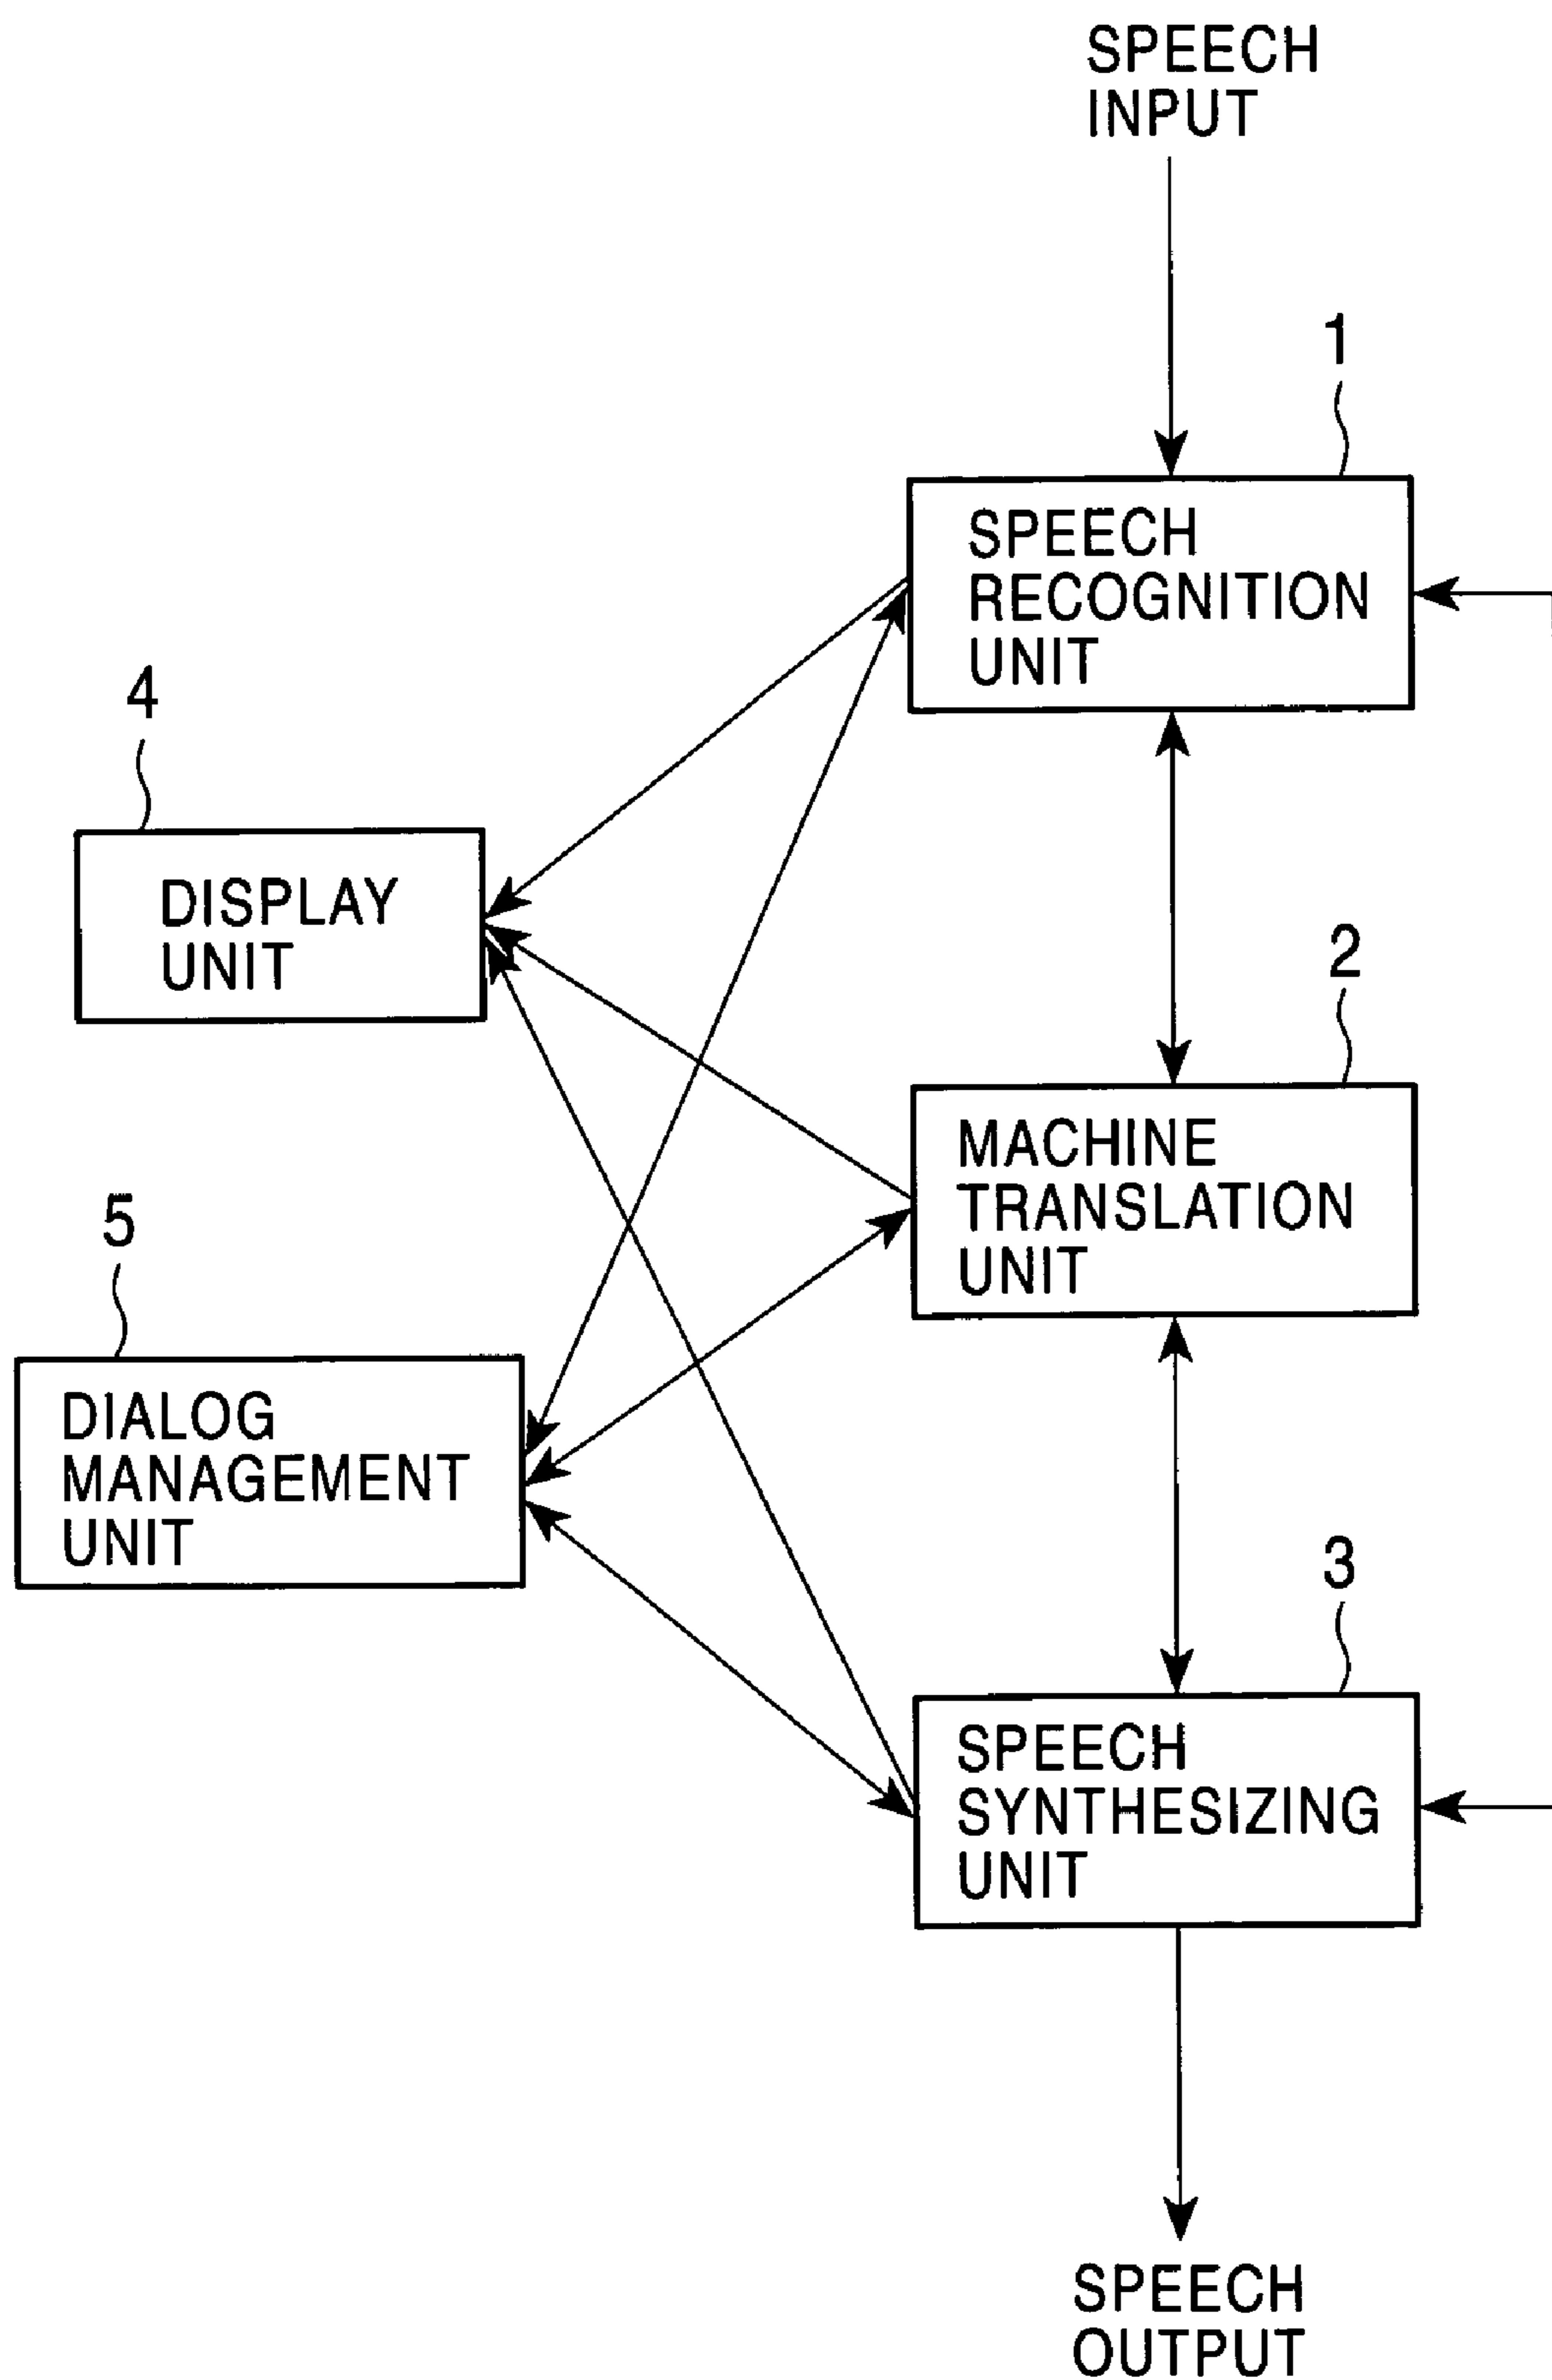 SPEECH
INPUT
1
SPEECH
RECOGNITION
UNIT
4
DISPLAY
UNIT
2
MACHINE
TRANSLATION
UNIT
5
DIALOG
MANAGEMENT
UNIT
3
SPEECH
SYNTHESIZING
UNIT
SPEECH
OUTPUT